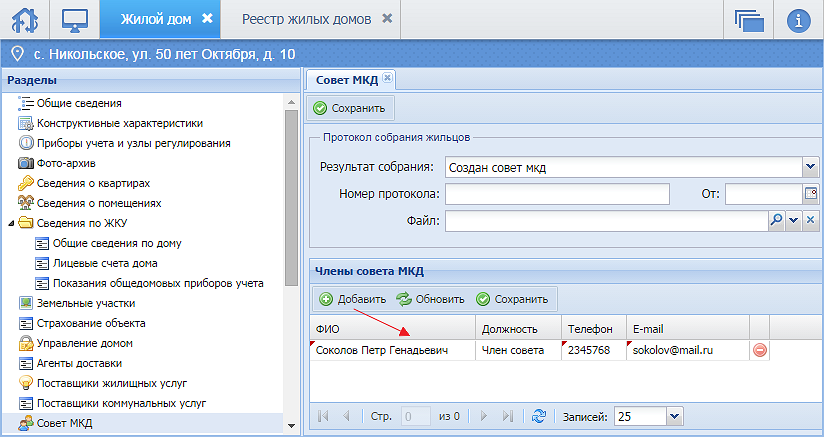 Жилой дом
Реестр жилых домов
с. Никольское, ул. 50 лет Октября, д. 10
Разделы
Общие сведения
Конструктивные характеристики
Приборы учета и узлы регулирования
Фото-архив
Сведения о квартирах
Сведения о помещениях
Сведения по ЖКУ
Общие сведения по дому
Лицевые счета дома
Показания общедомовых приборов учета
Земельные участки
Страхование объекта
Управление домом
Агенты доставки
Поставщики жилищных услуг
Поставщики коммунальных услуг
Совет МКД
Совет МКД
Сохранить
Протокол собрания жильцов
Результат собрания: Создан совет мкд
Номер протокола: От:
Файл:
Члены совета МКД
Добавить Обновить Сохранить
ФИО Должность Телефон E-mail
Соколов Петр Генадьевич Член совета 2345768 sokolov@mail.ru
Стр. 0 из 0 Записей: 25